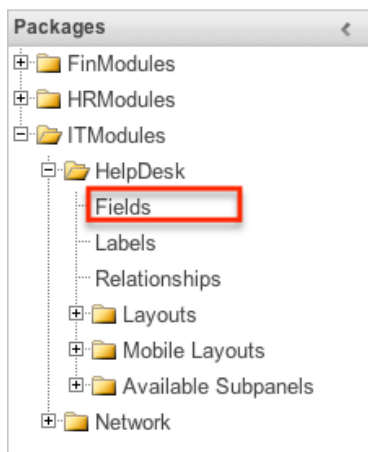 Packages
FinModules
HRModules
ITModules
HelpDesk
Fields
Labels
Relationships
Layouts
Mobile Layouts
Available Subpanels
Network